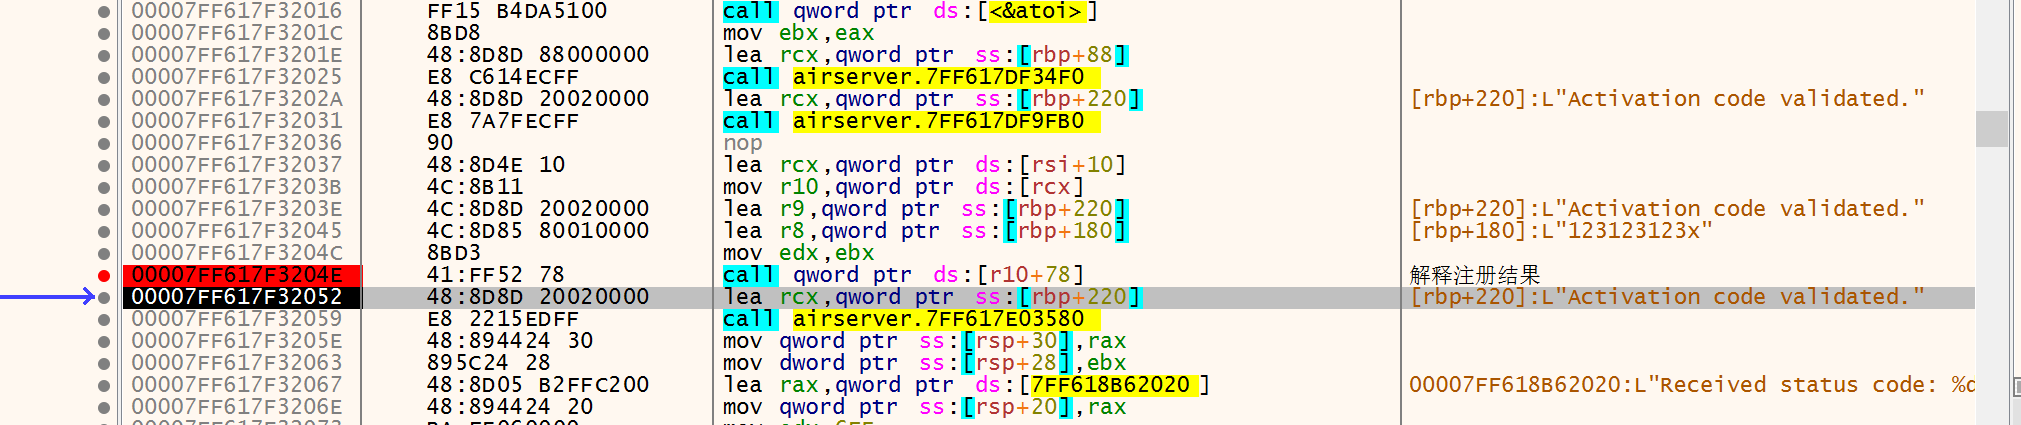 00007FF617F32016 FF15 B4DA5100 call qword ptr ds:[<&atoi>]
00007FF617F3201C 8BD8 mov ebx,eax
00007FF617F3201E 48:8D8D 88000000 lea rcx,qword ptr ss:[rbp+88]
00007FF617F32025 E8 C614ECFF call airserver.7FF617DF34F0
00007FF617F3202A 48:8D8D 20020000 lea rcx,qword ptr ss:[rbp+220] [rbp+220]:L"Activation code validated."
00007FF617F32031 E8 7A7FECFF call airserver.7FF617DF9FB0
00007FF617F32036 90 nop
00007FF617F32037 48:8D4E 10 lea rcx,qword ptr ds:[rsi+10]
00007FF617F3203B 4C:8B11 mov r10,qword ptr ds:[rcx]
00007FF617F3203E 4C:8D8D 20020000 lea r9,qword ptr ss:[rbp+220] [rbp+220]:L"Activation code validated."
00007FF617F32045 4C:8D85 80010000 lea r8,qword ptr ss:[rbp+180] [rbp+180]:L"123123123x"
00007FF617F3204C 8BD3 mov edx,ebx
00007FF617F3204E 41:FF52 78 call qword ptr ds:[r10+78] 解释注册结果
00007FF617F32052 48:8D8D 20020000 lea rcx,qword ptr ss:[rbp+220] [rbp+220]:L"Activation code validated."
00007FF617F32059 E8 2215EDFF call airserver.7FF617E03580
00007FF617F3205E 48:894424 30 mov qword ptr ss:[rsp+30],rax
00007FF617F32063 895C24 28 mov dword ptr ss:[rsp+28],ebx
00007FF617F32067 48:8D05 B2FFC200 lea rax,qword ptr ds:[7FF618B62020] 00007FF618B62020:L"Received status code: %d
00007FF617F3206E 48:894424 20 mov qword ptr ss:[rsp+20],rax